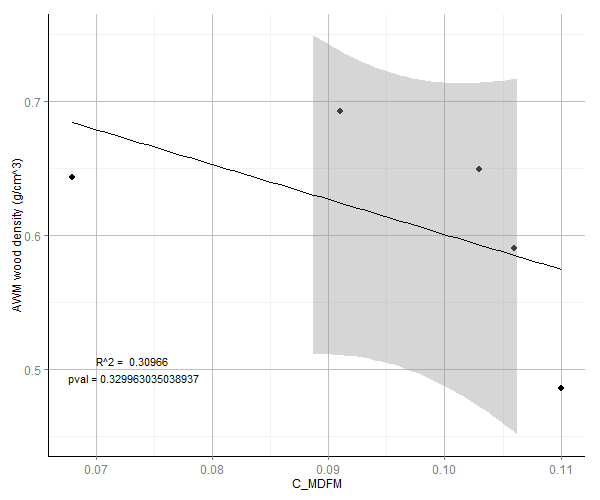 AWM wood density (g/cm^3)
0.7
0.6
0.5
R^2 =  0.30966
pval = 0.329963035038937
0.07 0.08 0.09 0.10 0.11
C_MDFM